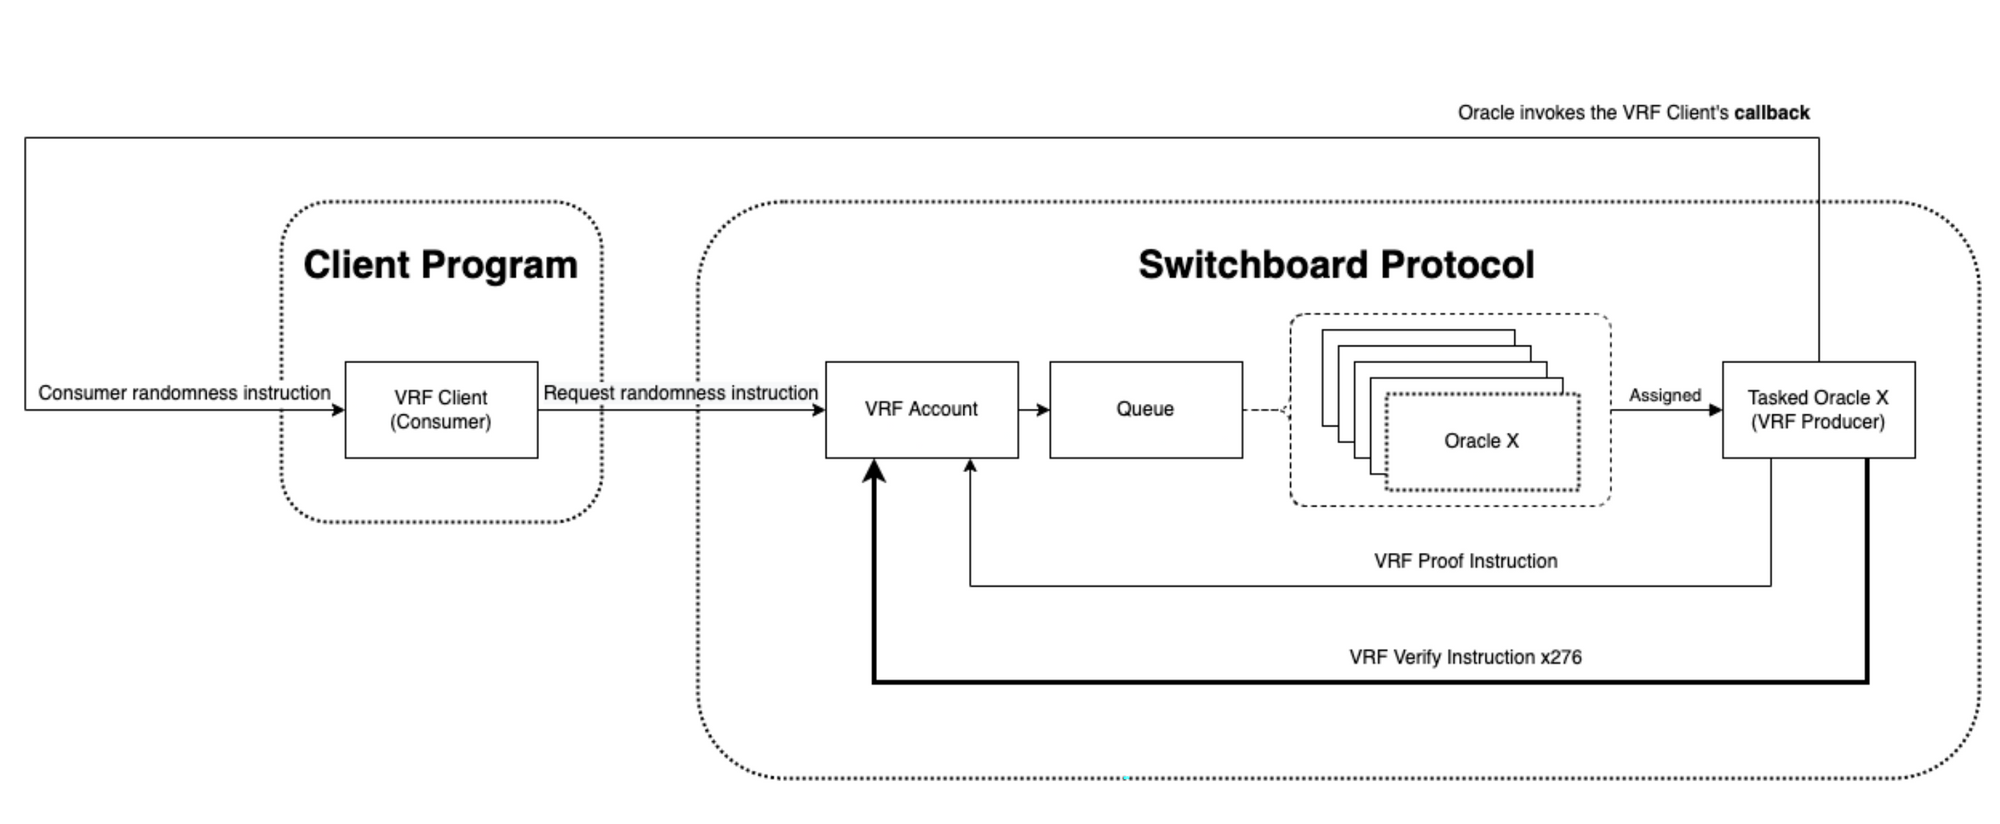 Oracle invokes the VRF Client's callback
Client Program
Switchboard Protocol
Consumer randomness instruction
VRF Client
(Consumer)
Request randomness instruction
VRF Account
Queue
Oracle X
Assigned
Tasked Oracle X
(VRF Producer)
VRF Proof Instruction
VRF Verify Instruction x276